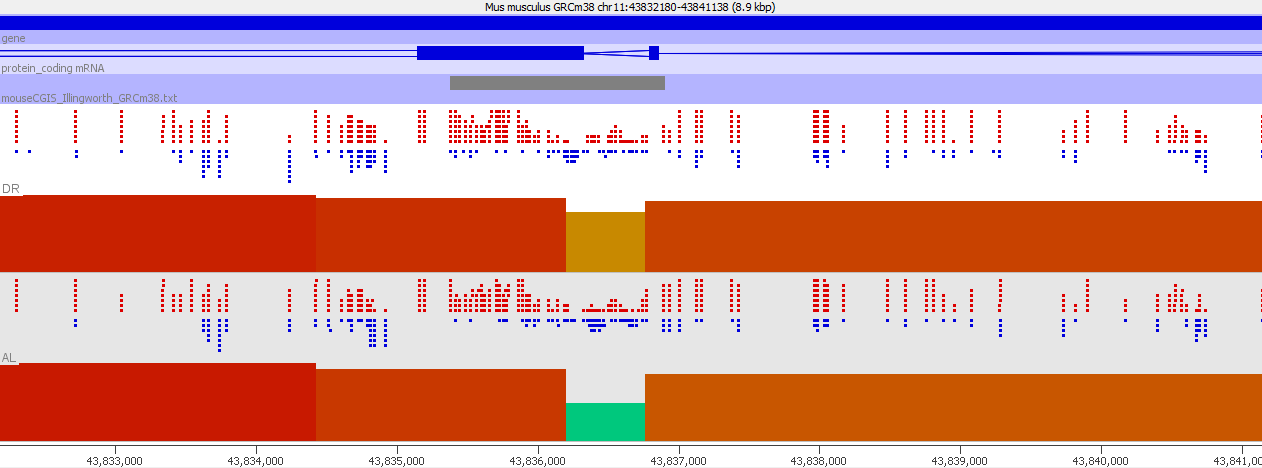 Mus musculus GRCm38 chr11:43832180-43841138 (8.9 kbp)
gene
protein_coding mRNA
mouseCGIS_Illingworth_GRCm38.txt
DR
AL
43,833,000 43,834,000 43,835,000 43,836,000 43,837,000 43,838,000 43,839,000 43,840,000 43,841,0